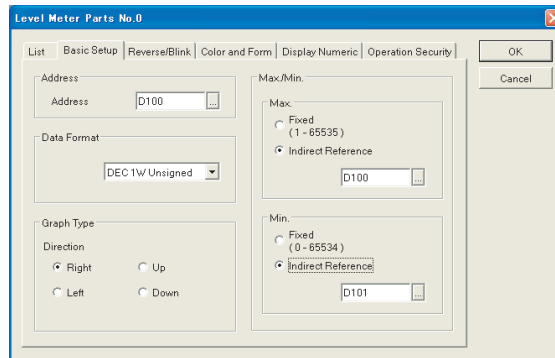 Level Meter Parts No.0
List Basic Setup Reverse/Blink Color and Form Display Numeric Operation Security
OK
Cancel
Address
Address D100 ...
Data Format
DEC 1W Unsigned
Graph Type
Direction
Right Up
Left Down
Max./Min.
Max.
Fixed
(1 - 65535)
Indirect Reference
D100 ...
Min.
Fixed
(0 - 65534)
Indirect Reference
D101 ...